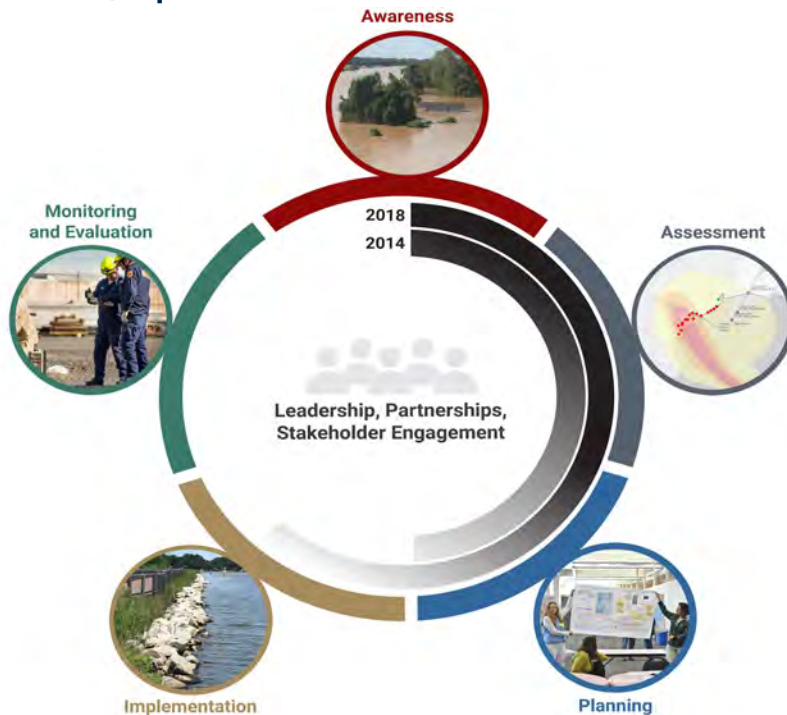 Awareness
2018
2014
Monitoring
and Evaluation
Assessment
Leadership, Partnerships,
Stakeholder Engagement
Implementation
Planning